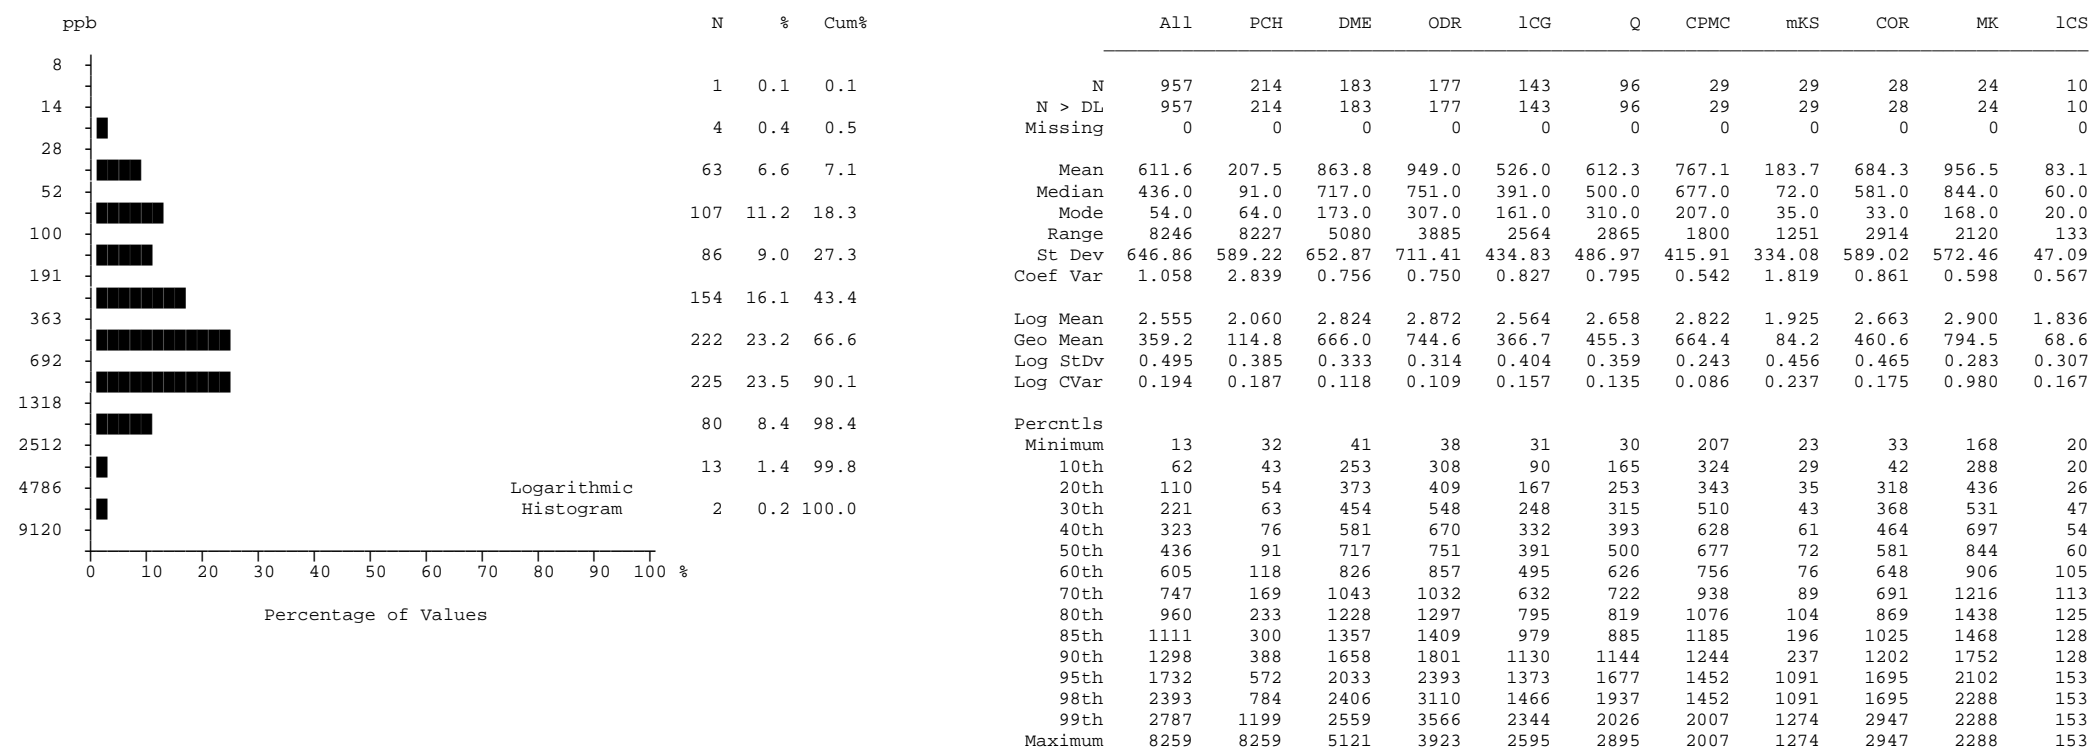 ppb N % Cum% All PCH DME ODR lCG Q CPMC mKS COR MK lCS
8
1 0.1 0.1 N 957 214 183 177 143 96 29 29 28 24 10
14 N > DL 957 214 183 177 143 96 29 29 28 24 10
4 0.4 0.5 Missing 0 0 0 0 0 0 0 0 0 0 0
28
63 6.6 7.1 Mean 611.6 207.5 863.8 949.0 526.0 612.3 767.1 183.7 684.3 956.5 83.1
52 Median 436.0 91.0 717.0 751.0 391.0 500.0 677.0 72.0 581.0 844.0 60.0
107 11.2 18.3 Mode 54.0 64.0 173.0 307.0 161.0 310.0 207.0 35.0 33.0 168.0 20.0
100 Range 8246 8227 5080 3885 2564 2865 1800 1251 2914 2120 133
86 9.0 27.3 St Dev 646.86 589.22 652.87 711.41 434.83 486.97 415.91 334.08 589.02 572.46 47.09
191 Coef Var 1.058 2.839 0.756 0.750 0.827 0.795 0.542 1.819 0.861 0.598 0.567
154 16.1 43.4
363 Log Mean 2.555 2.060 2.824 2.872 2.564 2.658 2.822 1.925 2.663 2.900 1.836
222 23.2 66.6 Geo Mean 359.2 114.8 666.0 744.6 366.7 455.3 664.4 84.2 460.6 794.5 68.6
692 Log StDv 0.495 0.385 0.333 0.314 0.404 0.359 0.243 0.456 0.465 0.283 0.307
225 23.5 90.1 Log CVar 0.194 0.187 0.118 0.109 0.157 0.135 0.086 0.237 0.175 0.980 0.167
1318
80 8.4 98.4 Percntls
2512 Minimum 13 32 41 38 31 30 207 23 33 168 20
13 1.4 99.8 10th 62 43 253 308 90 165 324 29 42 288 20
4786 Logarithmic 20th 110 54 373 409 167 253 343 35 318 436 26
Histogram 2 0.2 100.0 30th 221 63 454 548 248 315 510 43 368 531 47
9120 40th 323 76 581 670 332 393 628 61 464 697 54
50th 436 91 717 751 391 500 677 72 581 844 60
0 10 20 30 40 50 60 70 80 90 100 % 60th 605 118 826 857 495 626 756 76 648 906 105
70th 747 169 1043 1032 632 722 938 89 691 1216 113
Percentage of Values 80th 960 233 1228 1297 795 819 1076 104 869 1438 125
85th 1111 300 1357 1409 979 885 1185 196 1025 1468 128
90th 1298 388 1658 1801 1130 1144 1244 237 1202 1752 128
95th 1732 572 2033 2393 1373 1677 1452 1091 1695 2102 153
98th 2393 784 2406 3110 1466 1937 1452 1091 1695 2288 153
99th 2787 1199 2559 3566 2344 2026 2007 1274 2947 2288 153
Maximum 8259 8259 5121 3923 2595 2895 2007 1274 2947 2288 153